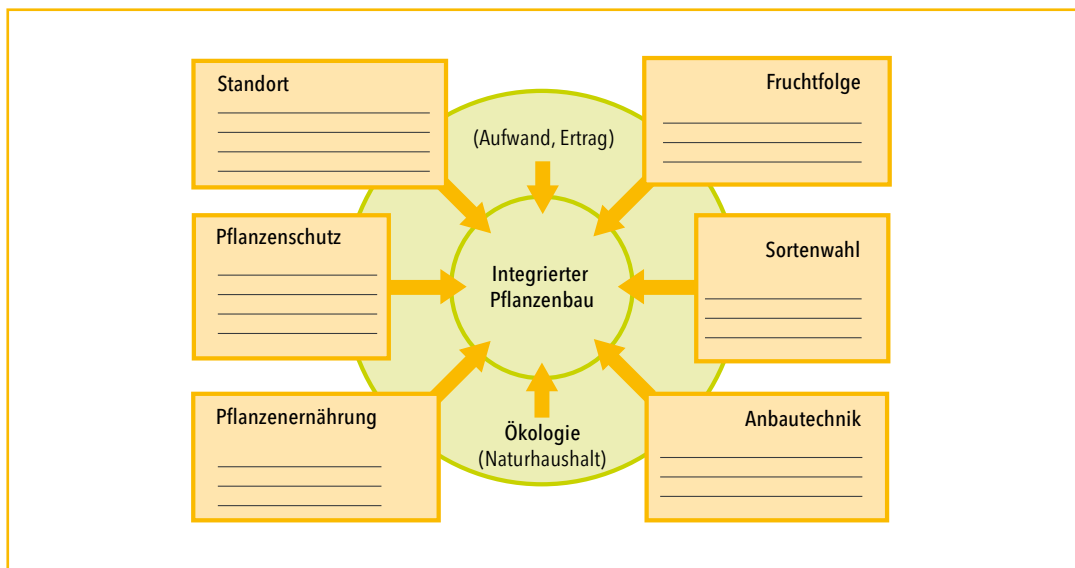 Standort
Fruchtfolge
(Aufwand, Ertrag)
Pflanzenschutz
Sortenwahl
Integrierter
Pflanzenbau
Pflanzenernährung
Anbautechnik
Ökologie
(Naturhaushalt)